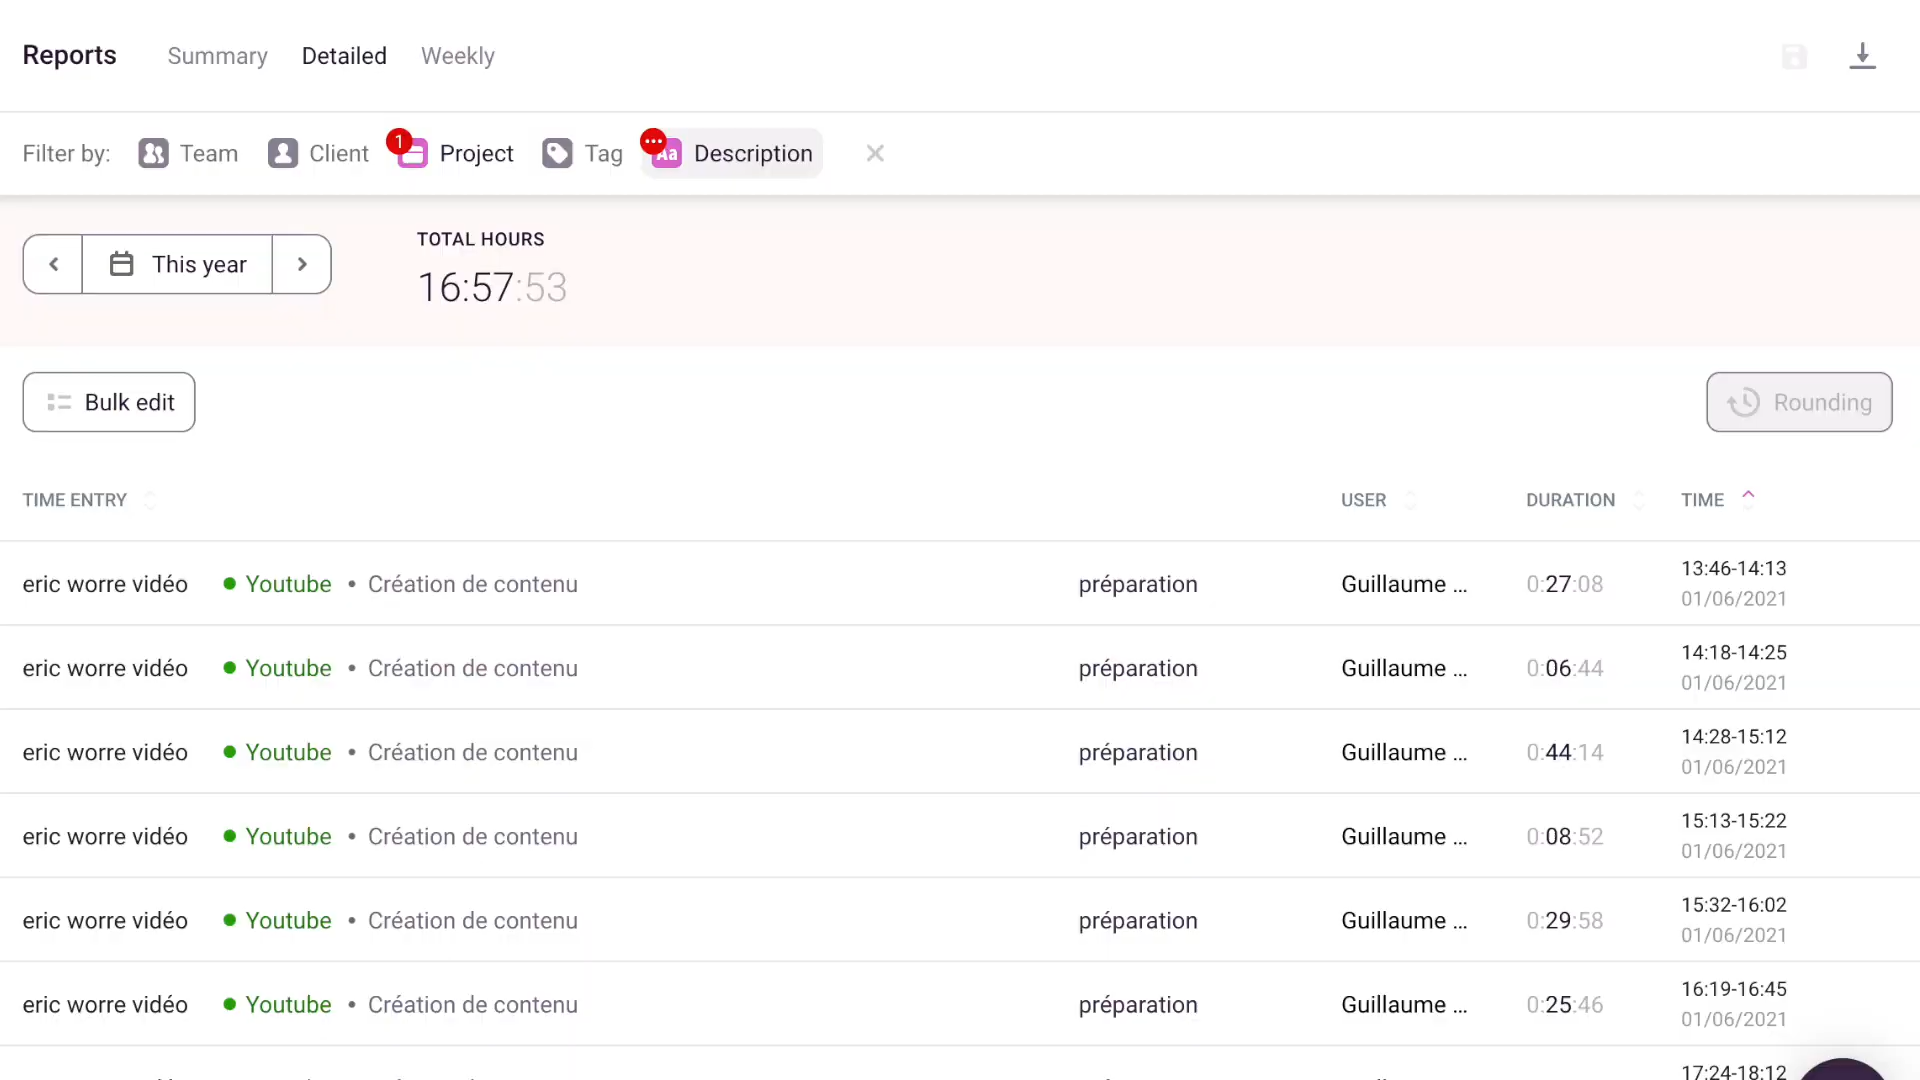 Reports Summary Detailed Weekly
Filter by: Team Client 1 Project Tag Aa Description
This year
TOTAL HOURS
16:57:53
Bulk edit
Rounding
TIME ENTRY USER DURATION TIME
eric worre vidéo • Youtube • Création de contenu préparation Guillaume ... 0:27:08 13:46-14:13
01/06/2021
eric worre vidéo • Youtube • Création de contenu préparation Guillaume ... 0:06:44 14:18-14:25
01/06/2021
eric worre vidéo • Youtube • Création de contenu préparation Guillaume ... 0:44:14 14:28-15:12
01/06/2021
eric worre vidéo • Youtube • Création de contenu préparation Guillaume ... 0:08:52 15:13-15:22
01/06/2021
eric worre vidéo • Youtube • Création de contenu préparation Guillaume ... 0:29:58 15:32-16:02
01/06/2021
eric worre vidéo • Youtube • Création de contenu préparation Guillaume ... 0:25:46 16:19-16:45
01/06/2021
17:24-18:12